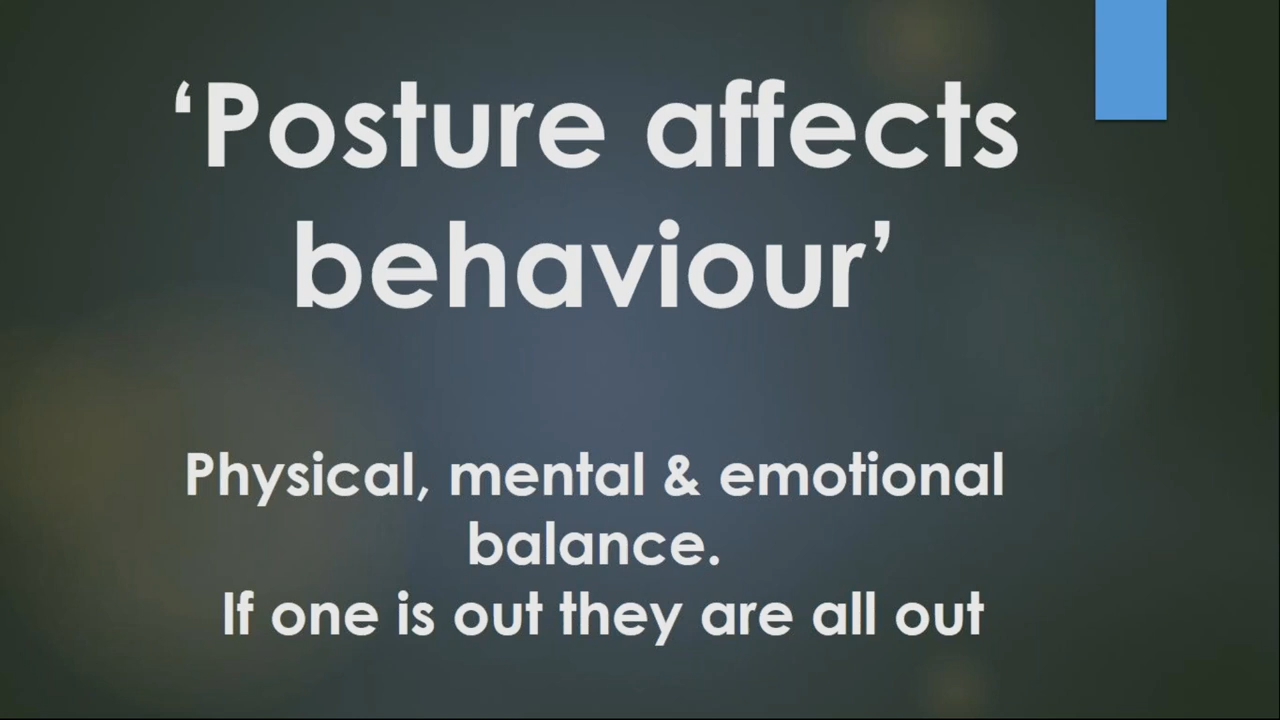 ‘Posture affects
behaviour’
Physical, mental & emotional
balance.
If one is out they are all out